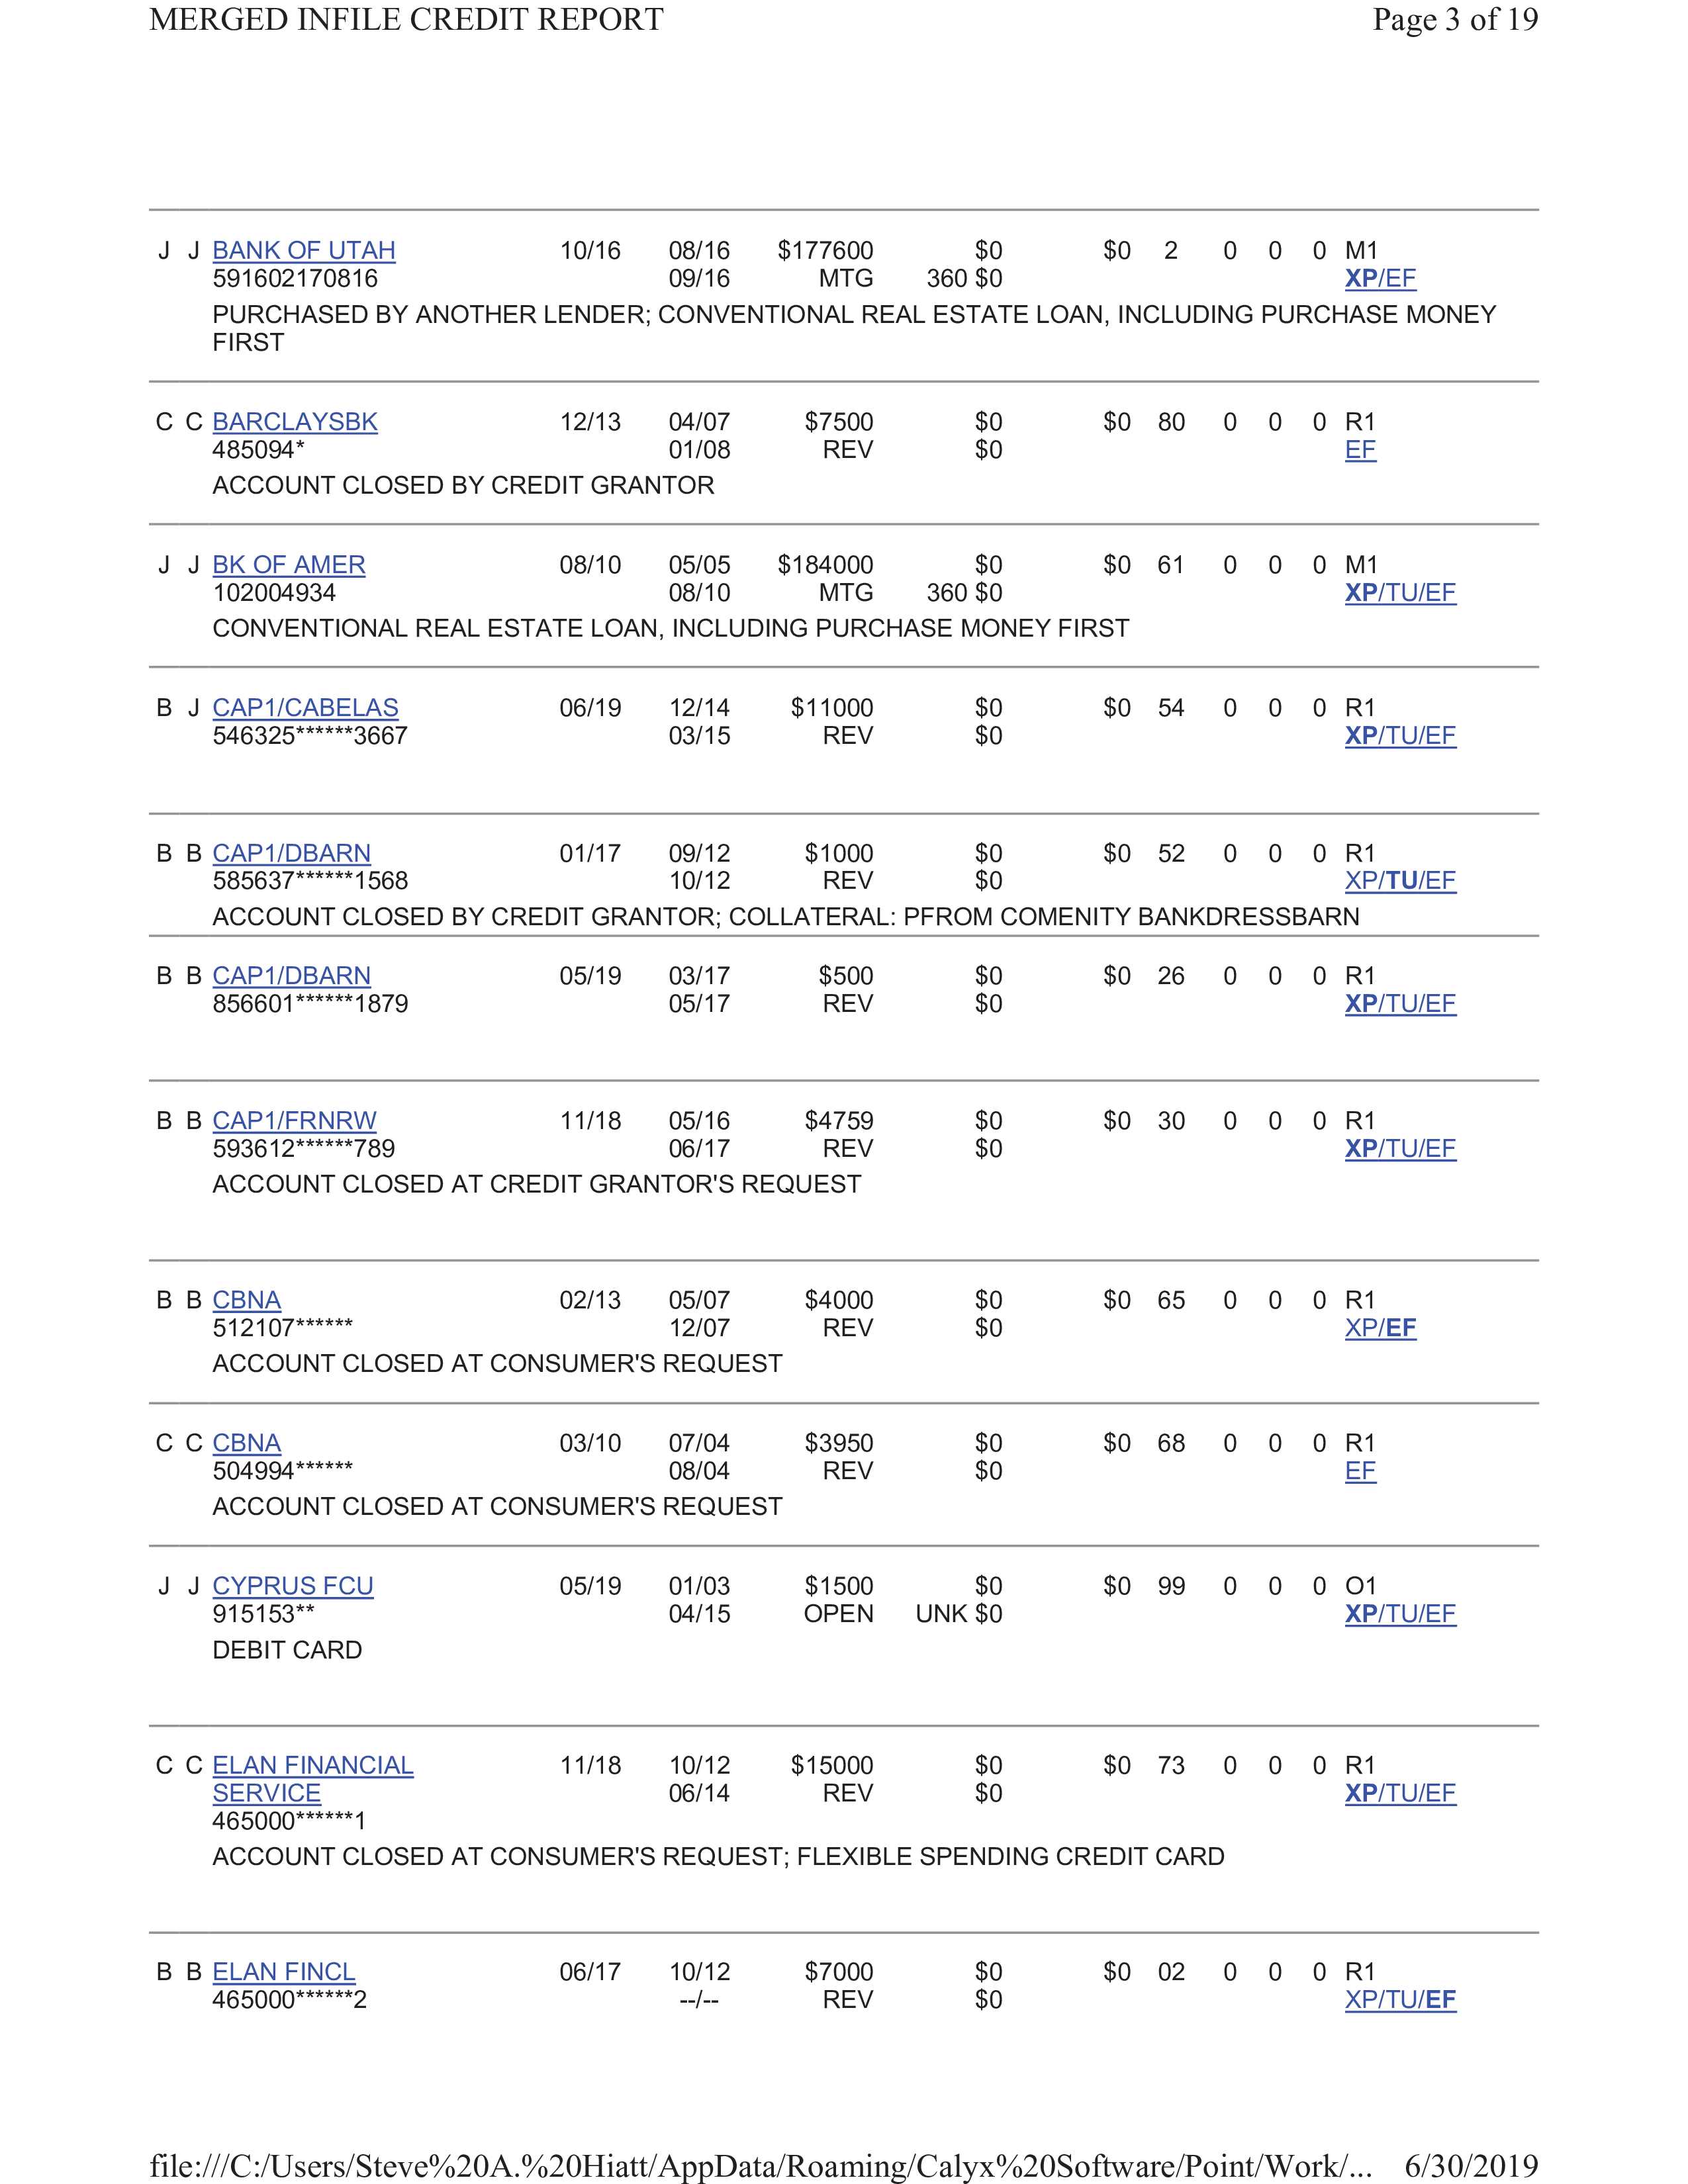 MERGED INFILE CREDIT REPORT Page 3 of 19
J J BANK OF UTAH 10/16 08/16 $177600 $0 $0 2 0 0 0 M1
591602170816 09/16 MTG 360 $0 XP/EF
PURCHASED BY ANOTHER LENDER; CONVENTIONAL REAL ESTATE LOAN, INCLUDING PURCHASE MONEY
FIRST
C C BARCLAYSBK 12/13 04/07 $7500 $0 $0 80 0 0 0 R1
485094* 01/08 REV $0 EF
ACCOUNT CLOSED BY CREDIT GRANTOR
J J BK OF AMER 08/10 05/05 $184000 $0 $0 61 0 0 0 M1
102004934 08/10 MTG 360 $0 XP/TU/EF
CONVENTIONAL REAL ESTATE LOAN, INCLUDING PURCHASE MONEY FIRST
B J CAP1/CABELAS 06/19 12/14 $11000 $0 $0 54 0 0 0 R1
546325******3667 03/15 REV $0 XP/TU/EF
B B CAP1/DBARN 01/17 09/12 $1000 $0 $0 52 0 0 0 R1
585637******1568 10/12 REV $0 XP/TU/EF
ACCOUNT CLOSED BY CREDIT GRANTOR; COLLATERAL: PFROM COMENITY BANKDRESSBARN
B B CAP1/DBARN 05/19 03/17 $500 $0 $0 26 0 0 0 R1
856601******1879 05/17 REV $0 XP/TU/EF
B B CAP1/FRNRW 11/18 05/16 $4759 $0 $0 30 0 0 0 R1
593612******789 06/17 REV $0 XP/TU/EF
ACCOUNT CLOSED AT CREDIT GRANTOR'S REQUEST
B B CBNA 02/13 05/07 $4000 $0 $0 65 0 0 0 R1
512107****** 12/07 REV $0 XP/EF
ACCOUNT CLOSED AT CONSUMER'S REQUEST
C C CBNA 03/10 07/04 $3950 $0 $0 68 0 0 0 R1
504994****** 08/04 REV $0 EF
ACCOUNT CLOSED AT CONSUMER'S REQUEST
J J CYPRUS FCU 05/19 01/03 $1500 $0 $0 99 0 0 0 O1
915153** 04/15 OPEN UNK $0 XP/TU/EF
DEBIT CARD
C C ELAN FINANCIAL 11/18 10/12 $15000 $0 $0 73 0 0 0 R1
SERVICE 06/14 REV $0 XP/TU/EF
465000******1
ACCOUNT CLOSED AT CONSUMER'S REQUEST; FLEXIBLE SPENDING CREDIT CARD
B B ELAN FINCL 06/17 10/12 $7000 $0 $0 02 0 0 0 R1
465000******2 --/-- REV $0 XP/TU/EF
file:///C:/Users/Steve%20A.%20Hiatt/AppData/Roaming/Calyx%20Software/Point/Work/... 6/30/2019